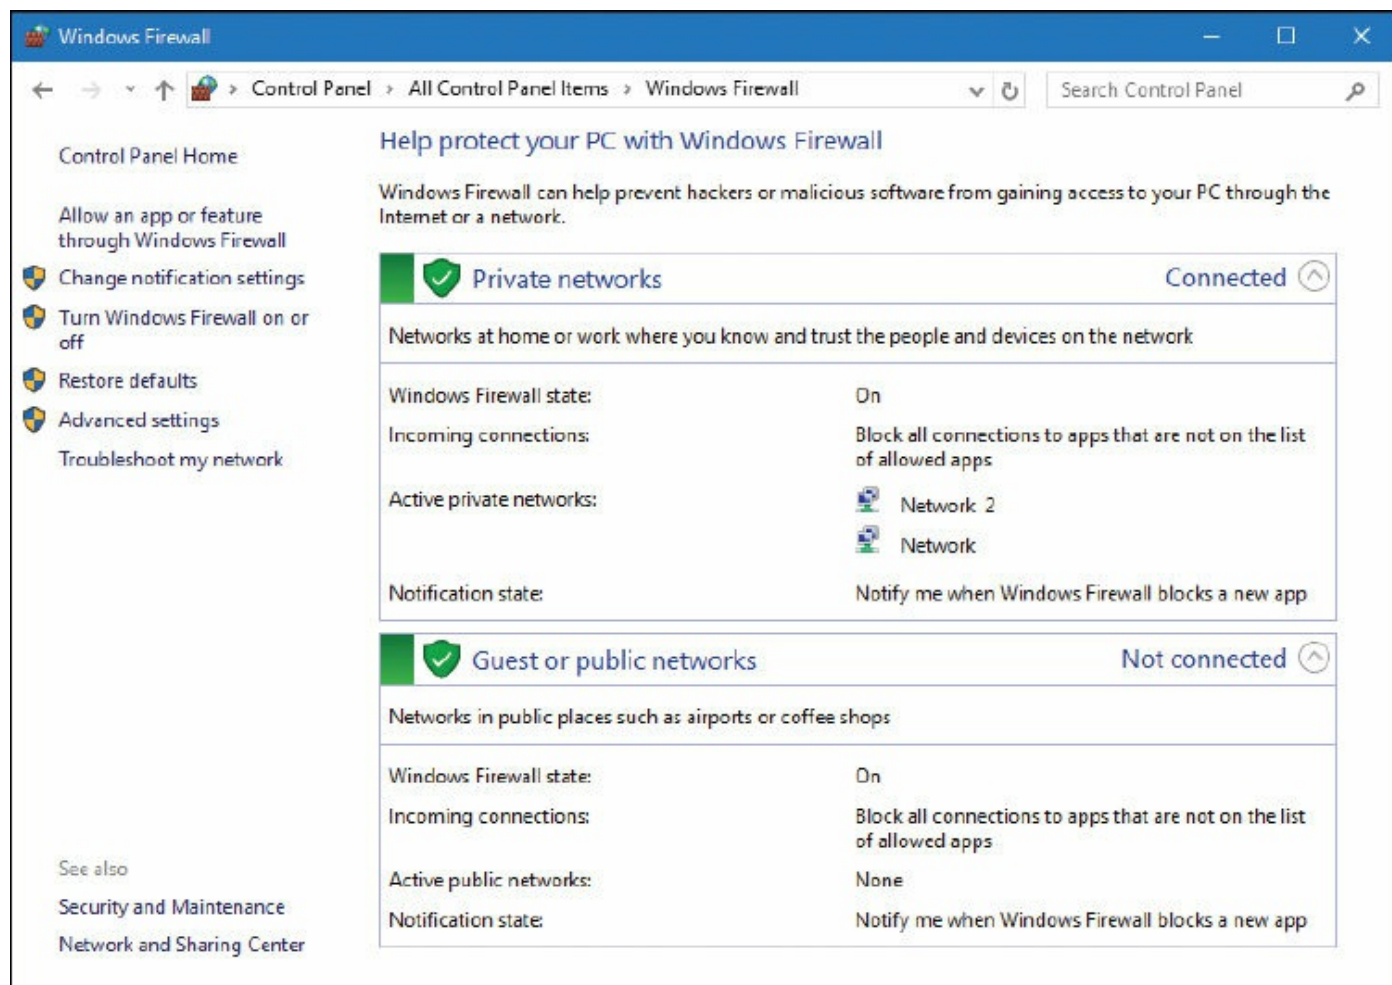 Windows Firewall
Control Panel > All Control Panel Items > Windows Firewall
Search Control Panel
Control Panel Home
Allow an app or feature
through Windows Firewall
Change notification settings
Turn Windows Firewall on or
off
Restore defaults
Advanced settings
Troubleshoot my network
See also
Security and Maintenance
Network and Sharing Center
Help protect your PC with Windows Firewall
Windows Firewall can help prevent hackers or malicious software from gaining access to your PC through the
Internet or a network.
Private networks Connected
Networks at home or work where you know and trust the people and devices on the network
Windows Firewall state: On
Incoming connections: Block all connections to apps that are not on the list
of allowed apps
Active private networks: Network 2
Network
Notification state: Notify me when Windows Firewall blocks a new app
Guest or public networks Not connected
Networks in public places such as airports or coffee shops
Windows Firewall state: On
Incoming connections: Block all connections to apps that are not on the list
of allowed apps
Active public networks: None
Notification state: Notify me when Windows Firewall blocks a new app